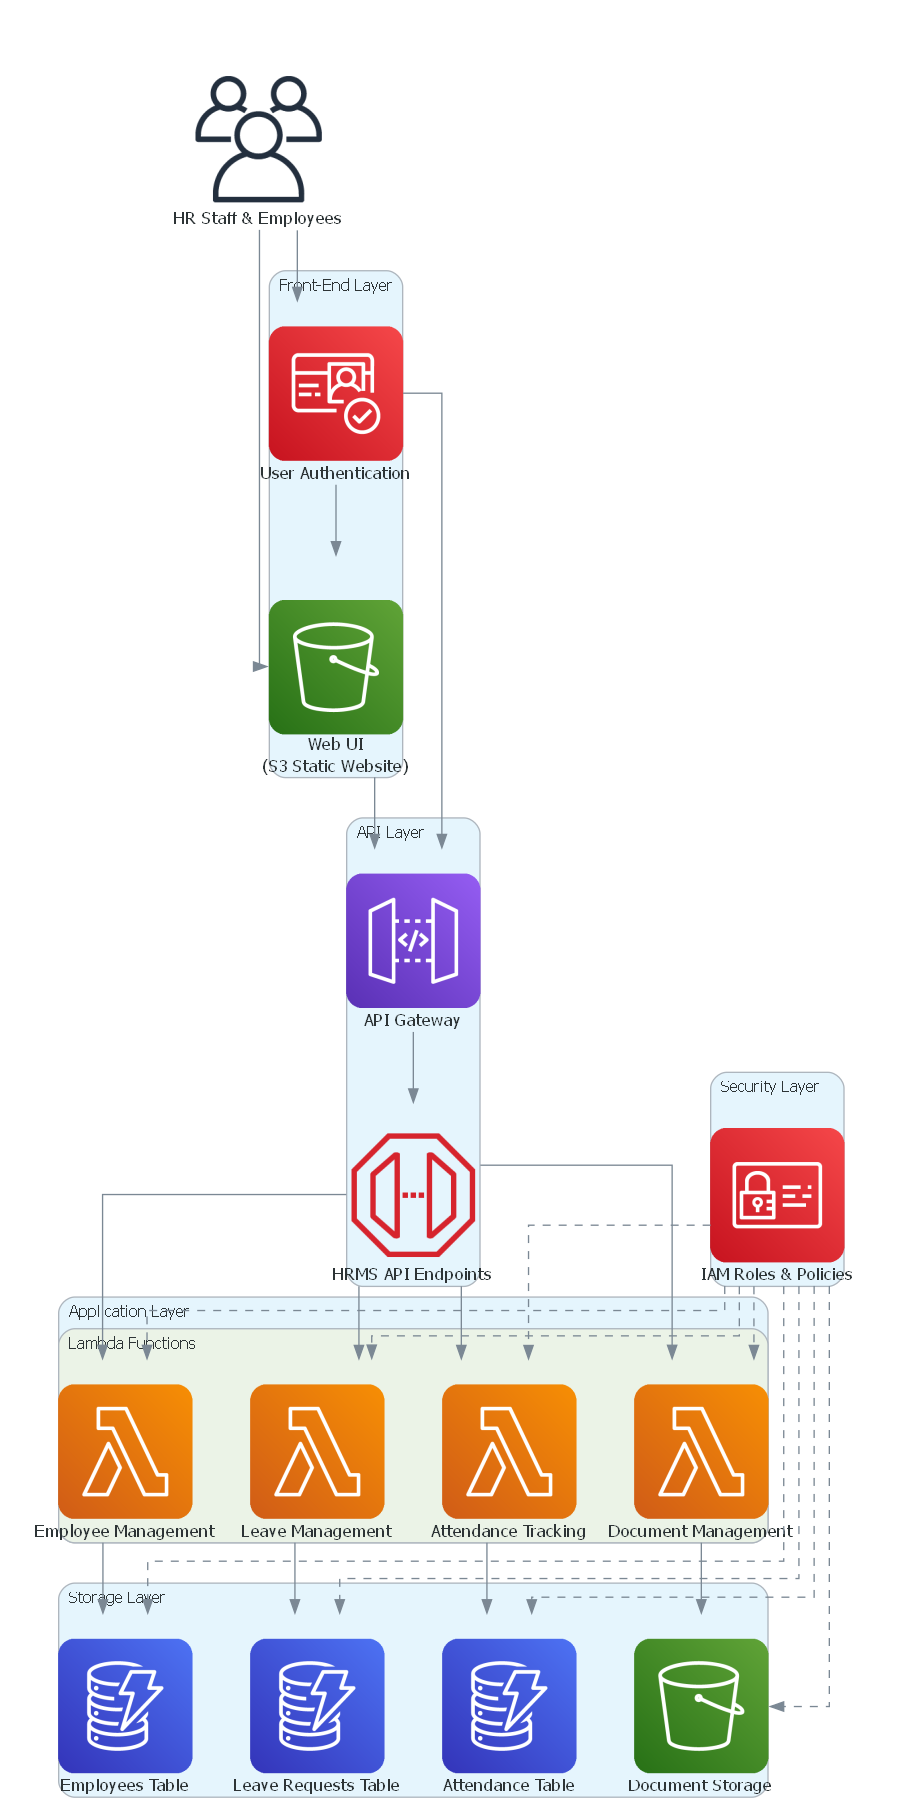 HR Staff & Employees
Front-End Layer
User Authentication
Web UI
(S3 Static Website)
API Layer
API Gateway
Security Layer
HRMS API Endpoints
IAM Roles & Policies
Application Layer
Lambda Functions
Employee Management
Leave Management
Attendance Tracking
Document Management
Storage Layer
Employees Table
Leave Requests Table
Attendance Table
Document Storage